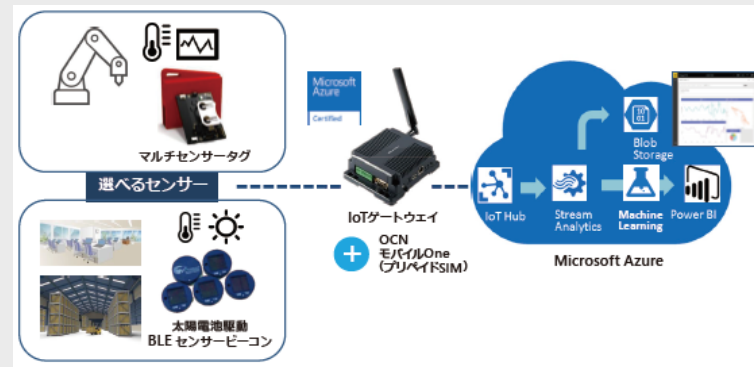 マルチセンサータグ
選べるセンサー
太陽電池駆動
BLE センサービーコン
Microsoft
Azure
Certified
IoTゲートウェイ
OCN
モバイルOne
(プリペイドSIM)
10
01
Blob
Storage
IoT Hub
Stream
Analytics
Machine
Learning
Power BI
Microsoft Azure